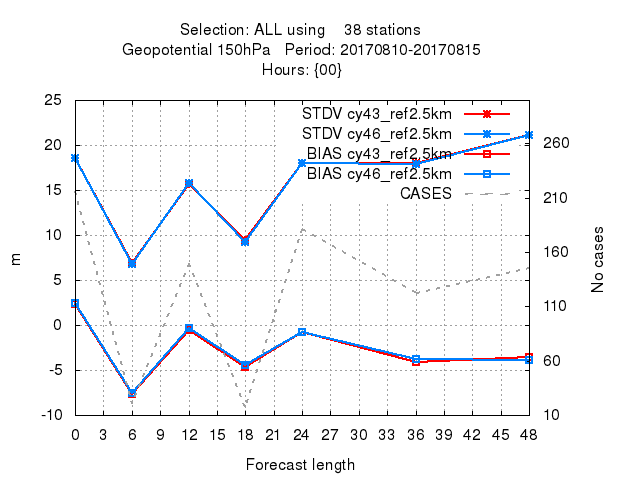 Selection: ALL using    38 stations
Geopotential 150hPa   Period: 20170810-20170815
Hours: {00}
STDV cy43_ref2.5km
STDV cy46_ref2.5km
BIAS cy43_ref2.5km
BIAS cy46_ref2.5km
CASES
25
20
15
10
5
0
-5
-10
m
260
210
160
110
60
10
No cases
0 3 6 9 12 15 18 21 24 27 30 33 36 39 42 45 48
Forecast length